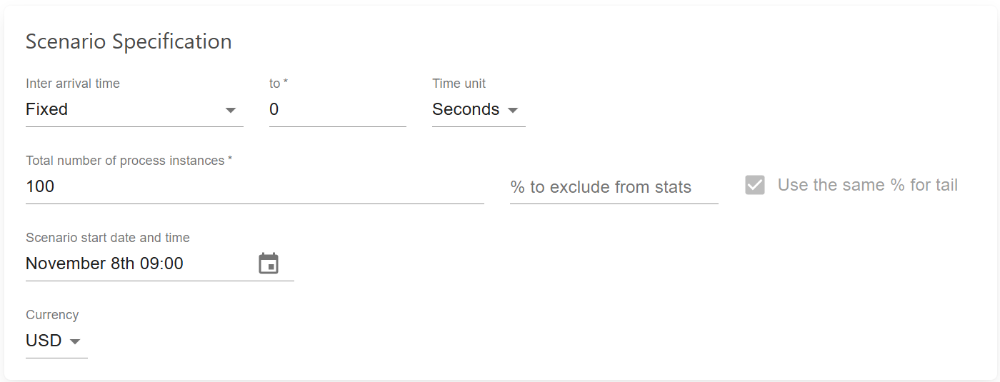 Scenario Specification
Inter arrival time to * Time unit
Fixed 0 Seconds
Total number of process instances *
100 % to exclude from stats Use the same % for tail
Scenario start date and time
November 8th 09:00
Currency
USD